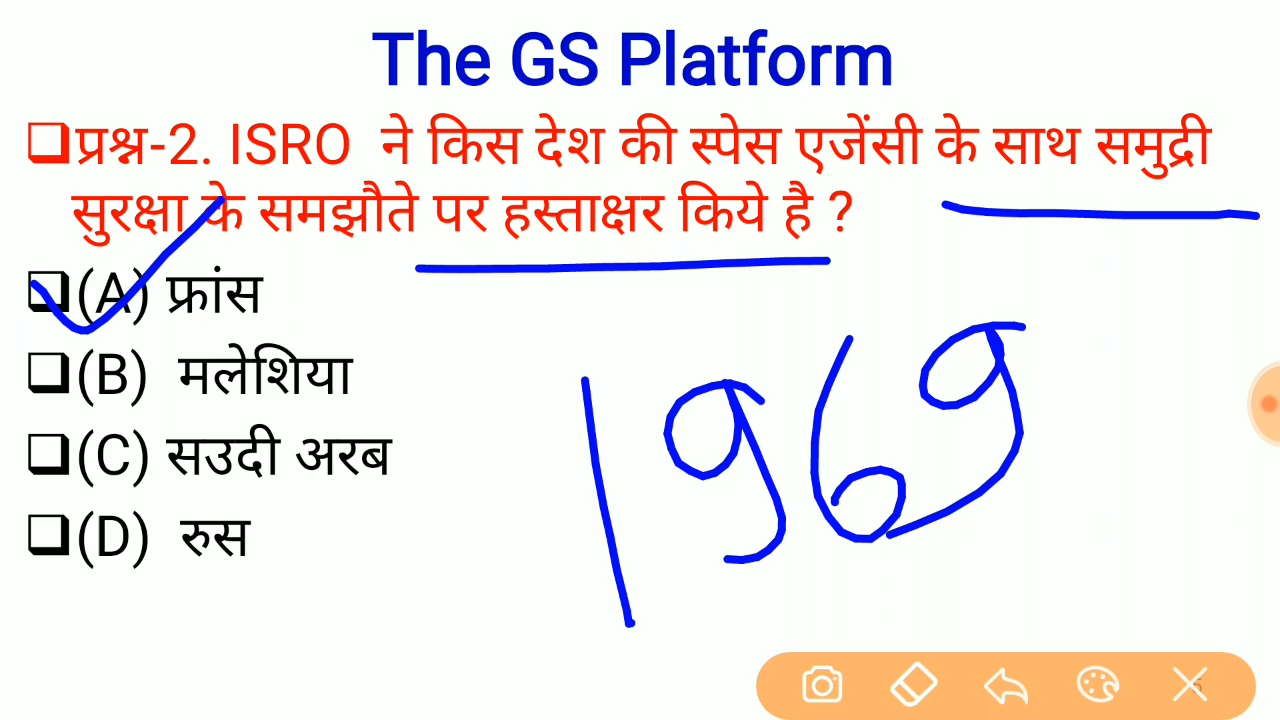 The GS Platform
❑प्रश्न-2. ISRO ने किस देश की स्पेस एजेंसी के साथ समुद्री
सुरक्षा के समझौते पर हस्ताक्षर किये है ?
❑(A) फ्रांस
❑(B) मलेशिया
❑(C) सउदी अरब
❑(D) रुस
1969